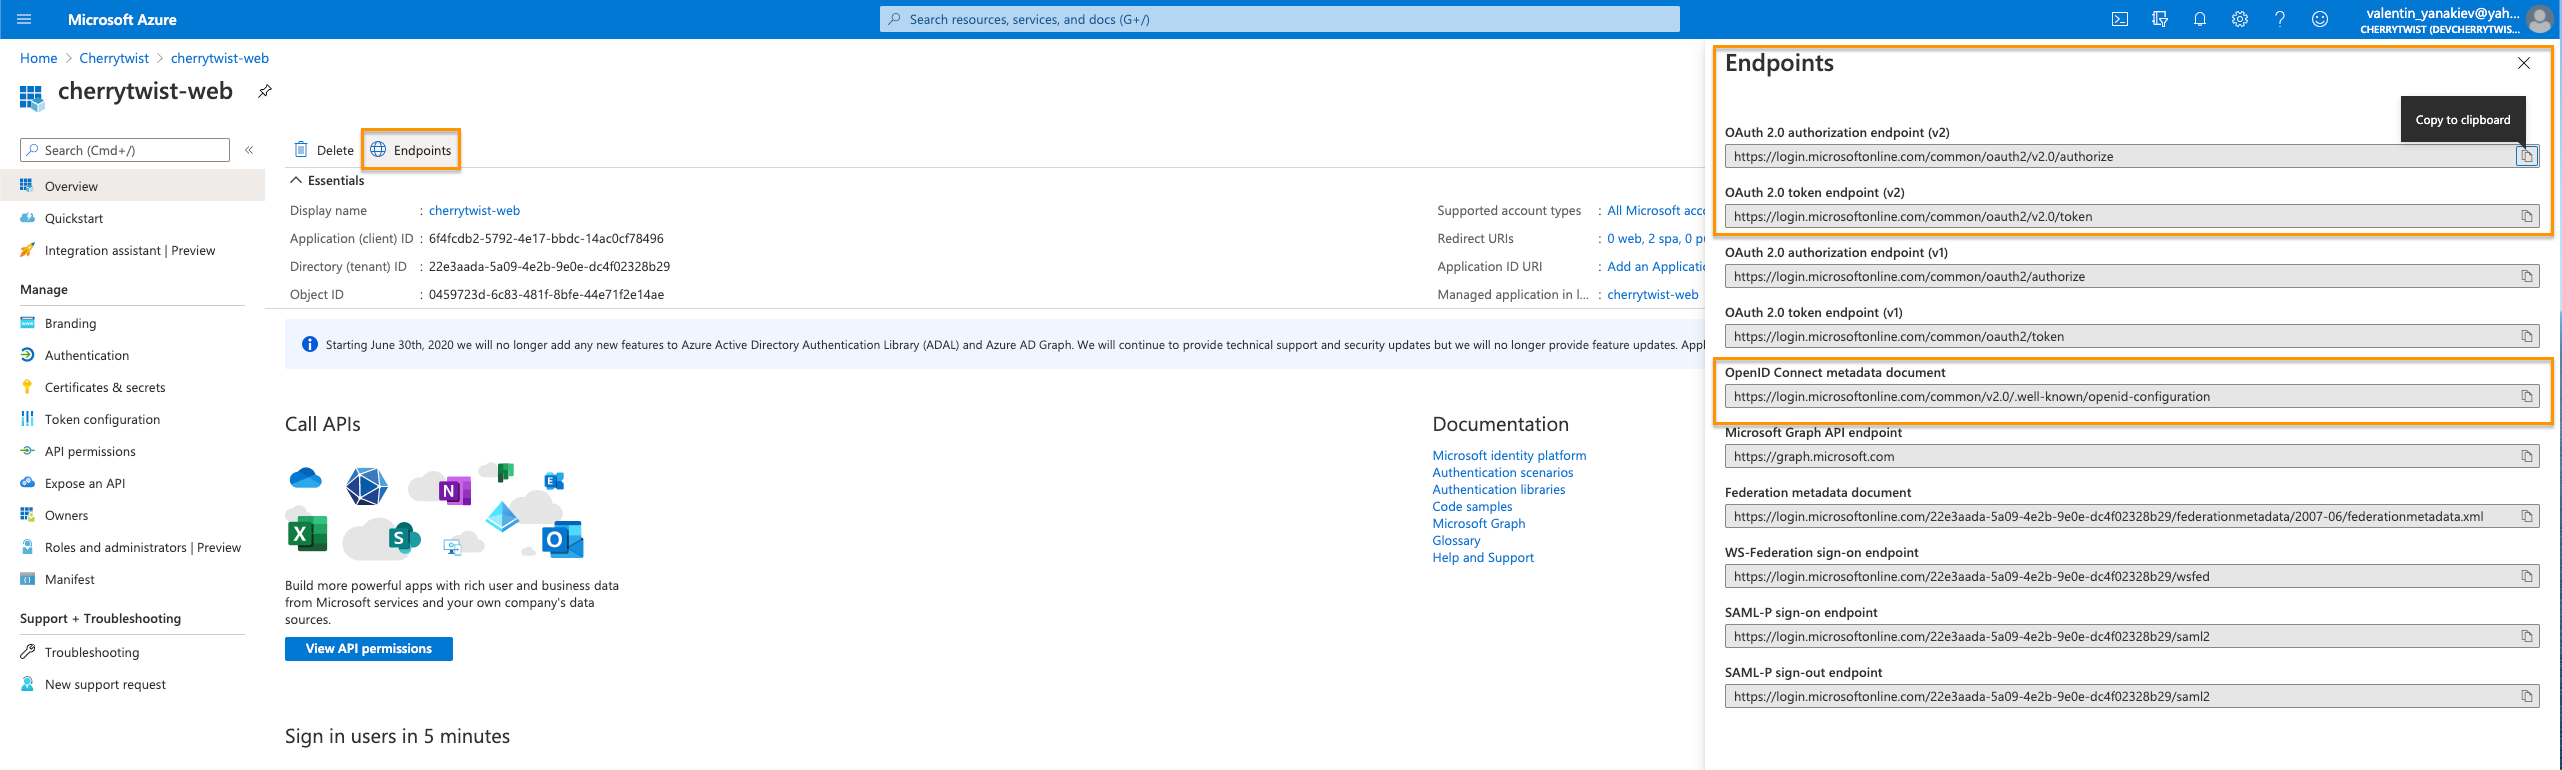 Microsoft Azure
Search resources, services, and docs (G+/)
valentin_yanakiev@yah...
CHERRYTWIST (DEVCHERRYTWIS...
Home > Cherrytwist > cherrytwist-web
cherrytwist-web
Search (Cmd+/)
«
Overview
Quickstart
Integration assistant | Preview
Manage
Branding
Authentication
Certificates & secrets
Token configuration
API permissions
Expose an API
Owners
Roles and administrators | Preview
Manifest
Support + Troubleshooting
Troubleshooting
New support request
Delete
Endpoints
Essentials
Display name : cherrytwist-web
Application (client) ID : 6f4fcdb2-5792-4e17-bbdc-14ac0cf78496
Directory (tenant) ID : 22e3aada-5a09-4e2b-9e0e-dc4f02328b29
Object ID : 0459723d-6c83-481f-8bfe-44e71f2e14ae
Supported account types : All Microsoft acc
Redirect URIs : 0 web, 2 spa, 0 pu
Application ID URI : Add an Applicatio
Managed application in l... : cherrytwist-web
Starting June 30th, 2020 we will no longer add any new features to Azure Active Directory Authentication Library (ADAL) and Azure AD Graph. We will continue to provide technical support and security updates but we will no longer provide feature updates. Appl
Call APIs
N
E
X
S
O
Build more powerful apps with rich user and business data
from Microsoft services and your own company's data
sources.
View API permissions
Documentation
Microsoft identity platform
Authentication scenarios
Authentication libraries
Code samples
Microsoft Graph
Glossary
Help and Support
Sign in users in 5 minutes
Endpoints
Copy to clipboard
OAuth 2.0 authorization endpoint (v2)
https://login.microsoftonline.com/common/oauth2/v2.0/authorize
OAuth 2.0 token endpoint (v2)
https://login.microsoftonline.com/common/oauth2/v2.0/token
OAuth 2.0 authorization endpoint (v1)
https://login.microsoftonline.com/common/oauth2/authorize
OAuth 2.0 token endpoint (v1)
https://login.microsoftonline.com/common/oauth2/token
OpenID Connect metadata document
https://login.microsoftonline.com/common/v2.0/.well-known/openid-configuration
Microsoft Graph API endpoint
https://graph.microsoft.com
Federation metadata document
https://login.microsoftonline.com/22e3aada-5a09-4e2b-9e0e-dc4f02328b29/federationmetadata/2007-06/federationmetadata.xml
WS-Federation sign-on endpoint
https://login.microsoftonline.com/22e3aada-5a09-4e2b-9e0e-dc4f02328b29/wsfed
SAML-P sign-on endpoint
https://login.microsoftonline.com/22e3aada-5a09-4e2b-9e0e-dc4f02328b29/saml2
SAML-P sign-out endpoint
https://login.microsoftonline.com/22e3aada-5a09-4e2b-9e0e-dc4f02328b29/saml2